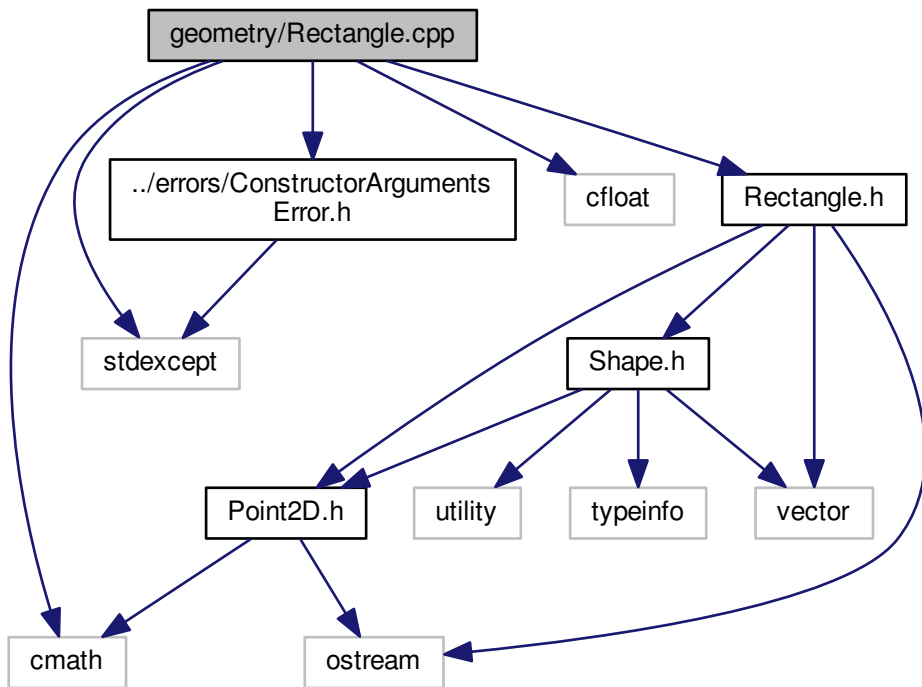 geometry/Rectangle.cpp
../errors/ConstructorArguments
Error.h
cfloat
Rectangle.h
stdexcept
Shape.h
Point2D.h
utility
typeinfo
vector
cmath
ostream